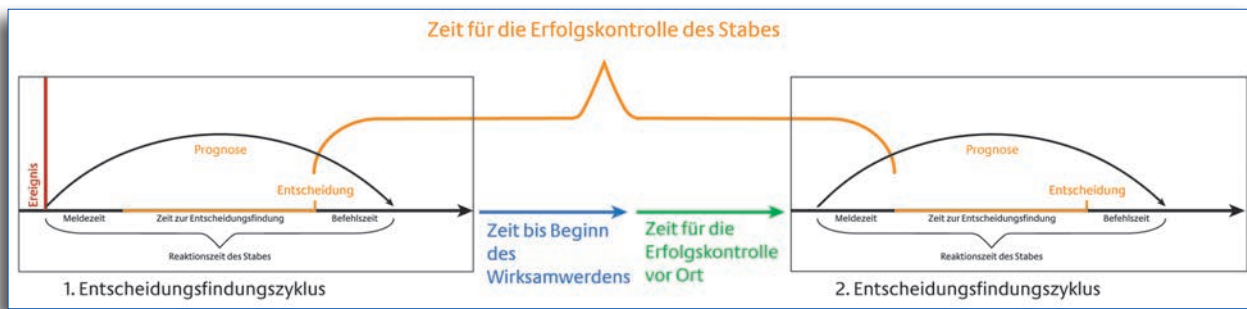 Zeit für die Erfolgskontrolle des Stabes
Ereignis
Prognose
Entscheidung
Meldezeit
Zeit zur Entscheidungsfindung
Befehlszeit
Reaktionszeit des Stabes
1. Entscheidungsfindungszyklus
Zeit bis Beginn
des
Wirksamwerdens
Zeit für die
Erfolgskontrolle
vor Ort
Prognose
Entscheidung
Meldezeit
Zeit zur Entscheidungsfindung
Befehlszeit
Reaktionszeit des Stabes
2. Entscheidungsfindungszyklus